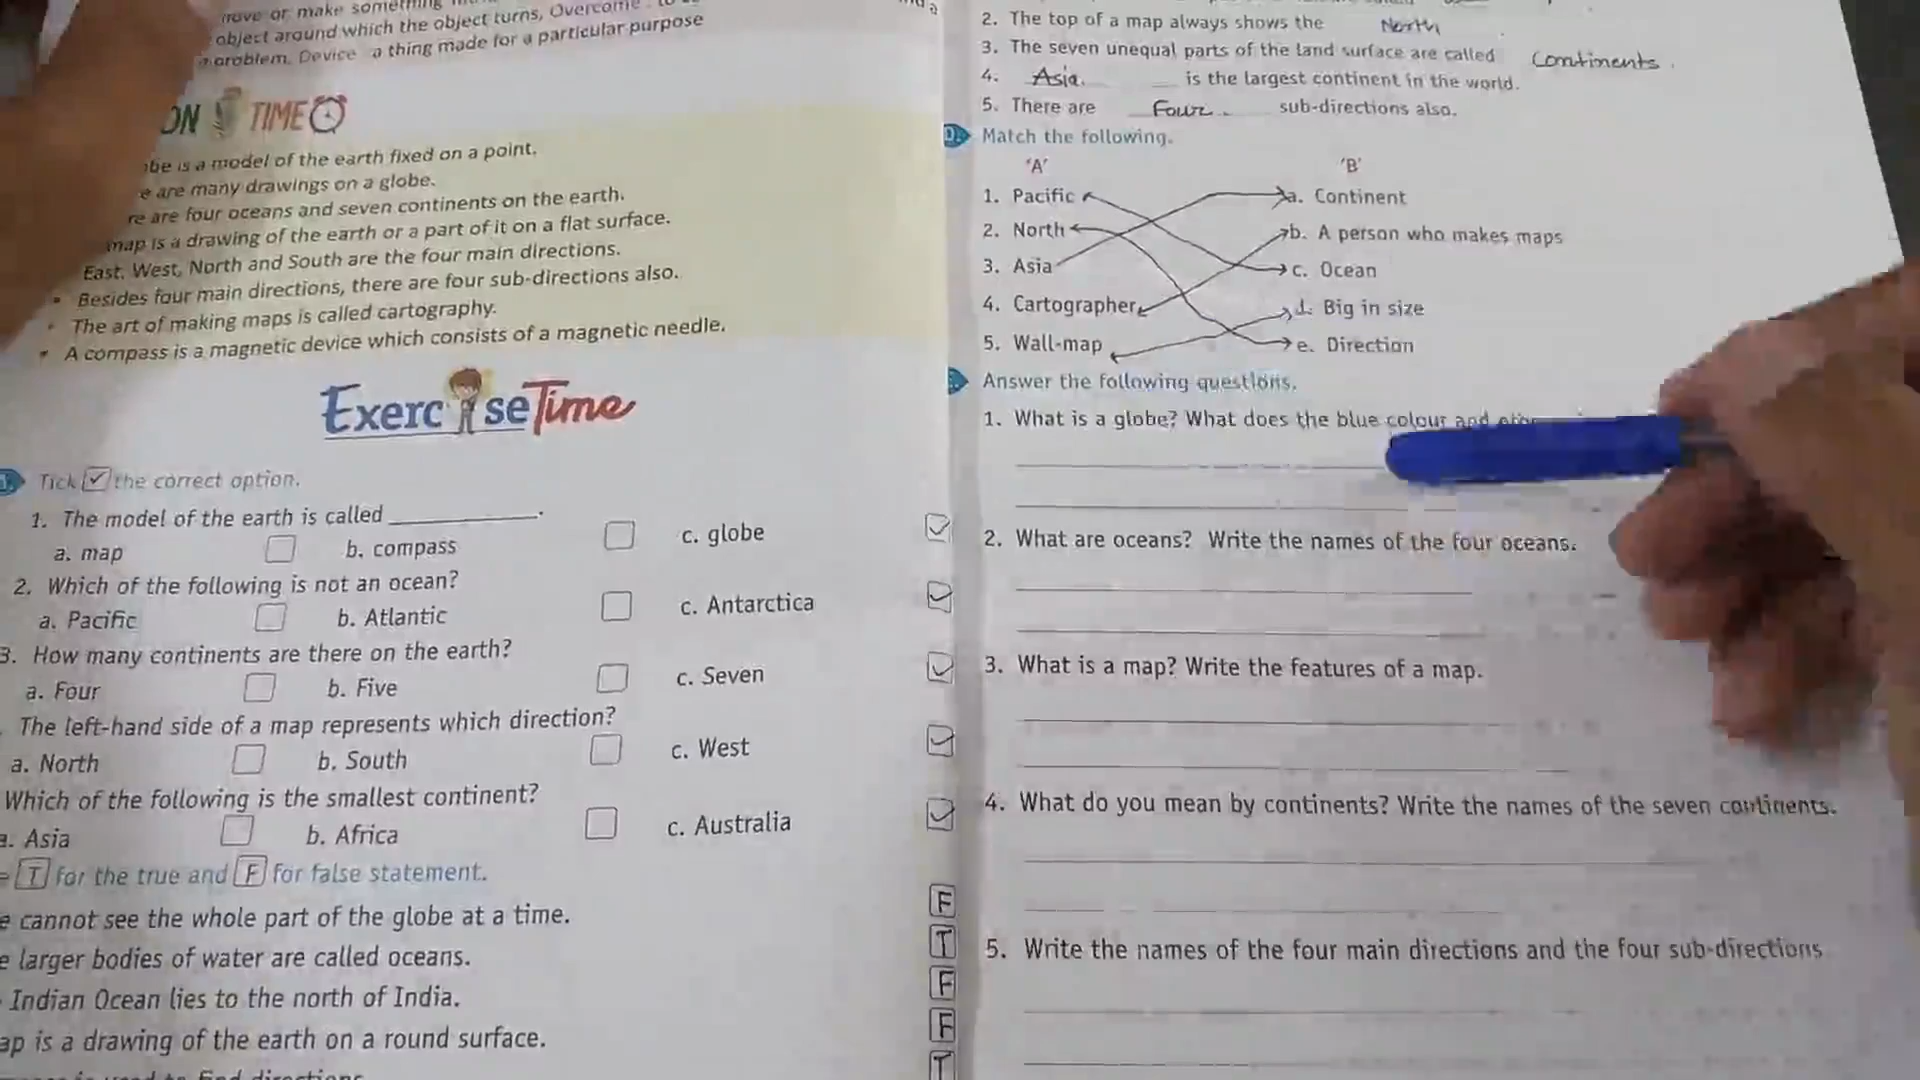 move or make something
object around which the object turns, Overcome : to
a problem, Device a thing made for a particular purpose
ON TIME
obe is a model of the earth fixed on a point.
e are many drawings on a globe.
re are four oceans and seven continents on the earth.
map is a drawing of the earth or a part of it on a flat surface.
East, West, North and South are the four main directions.
• Besides four main directions, there are four sub-directions also.
• The art of making maps is called cartography.
• A compass is a magnetic device which consists of a magnetic needle.
Exercise Time
Tick ✓ the correct option.
1. The model of the earth is called ___________.
a. map b. compass c. globe ✓
2. Which of the following is not an ocean?
a. Pacific b. Atlantic c. Antarctica ✓
3. How many continents are there on the earth?
a. Four b. Five c. Seven ✓
. The left-hand side of a map represents which direction?
a. North b. South c. West ✓
Which of the following is the smallest continent?
a. Asia b. Africa c. Australia ✓
e T for the true and F for false statement.
e cannot see the whole part of the globe at a time. F
e larger bodies of water are called oceans. T
Indian Ocean lies to the north of India. F
ap is a drawing of the earth on a round surface. F
is used to find directions T
2. The top of a map always shows the North
3. The seven unequal parts of the land surface are called Continents.
4. Asia is the largest continent in the world.
5. There are Four sub-directions also.
D. Match the following.
'A' 'B'
1. Pacific a. Continent
2. North b. A person who makes maps
3. Asia c. Ocean
4. Cartographer d. Big in size
5. Wall-map e. Direction
Answer the following questions.
1. What is a globe? What does the blue colour and
2. What are oceans? Write the names of the four oceans.
3. What is a map? Write the features of a map.
4. What do you mean by continents? Write the names of the seven continents.
5. Write the names of the four main directions and the four sub-directions